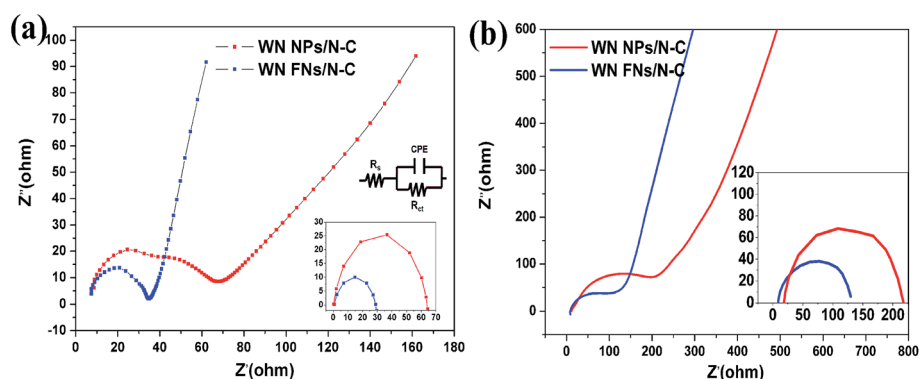 (a)
WN NPs/N-C
WN FNs/N-C
100
90
80
70
60
50
40
30
20
10
0
-10
Z''(ohm)
0 20 40 60 80 100 120 140 160 180
Z'(ohm)
CPE
Rs
Rct
30
25
20
15
10
5
0
0 10 20 30 40 50 60 70
(b)
WN NPs/N-C
WN FNs/N-C
600
500
400
300
200
100
0
Z''(ohm)
0 100 200 300 400 500 600 700 800
Z'(ohm)
120
100
80
60
40
20
0
0 50 100 150 200